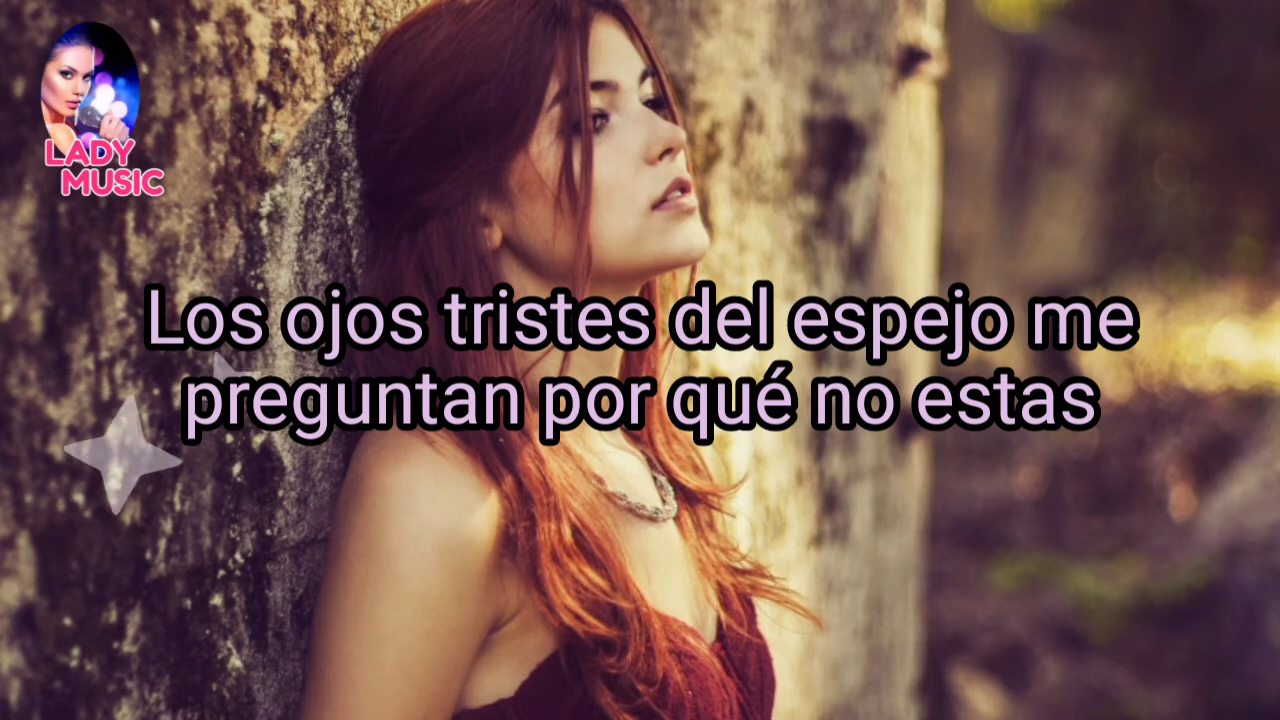 LADY
MUSIC
Los ojos tristes del espejo me
preguntan por qué no estas